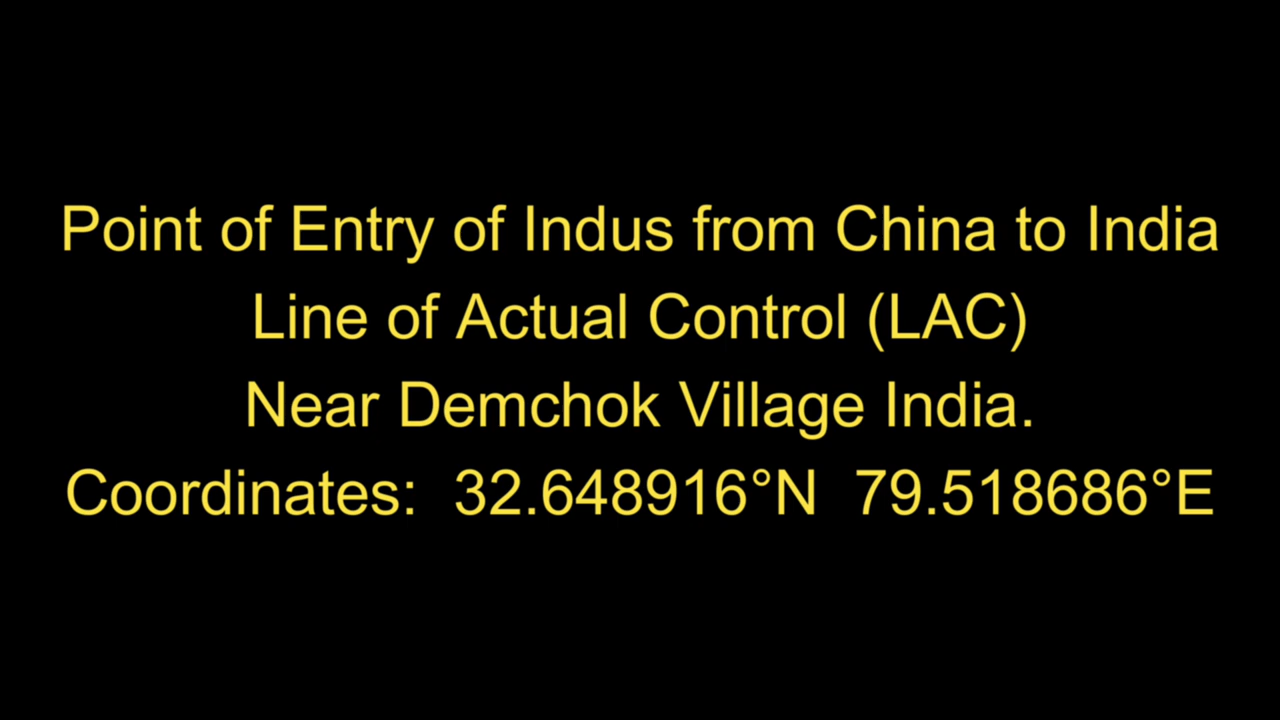 Point of Entry of Indus from China to India
Line of Actual Control (LAC)
Near Demchok Village India.
Coordinates:  32.648916°N  79.518686°E